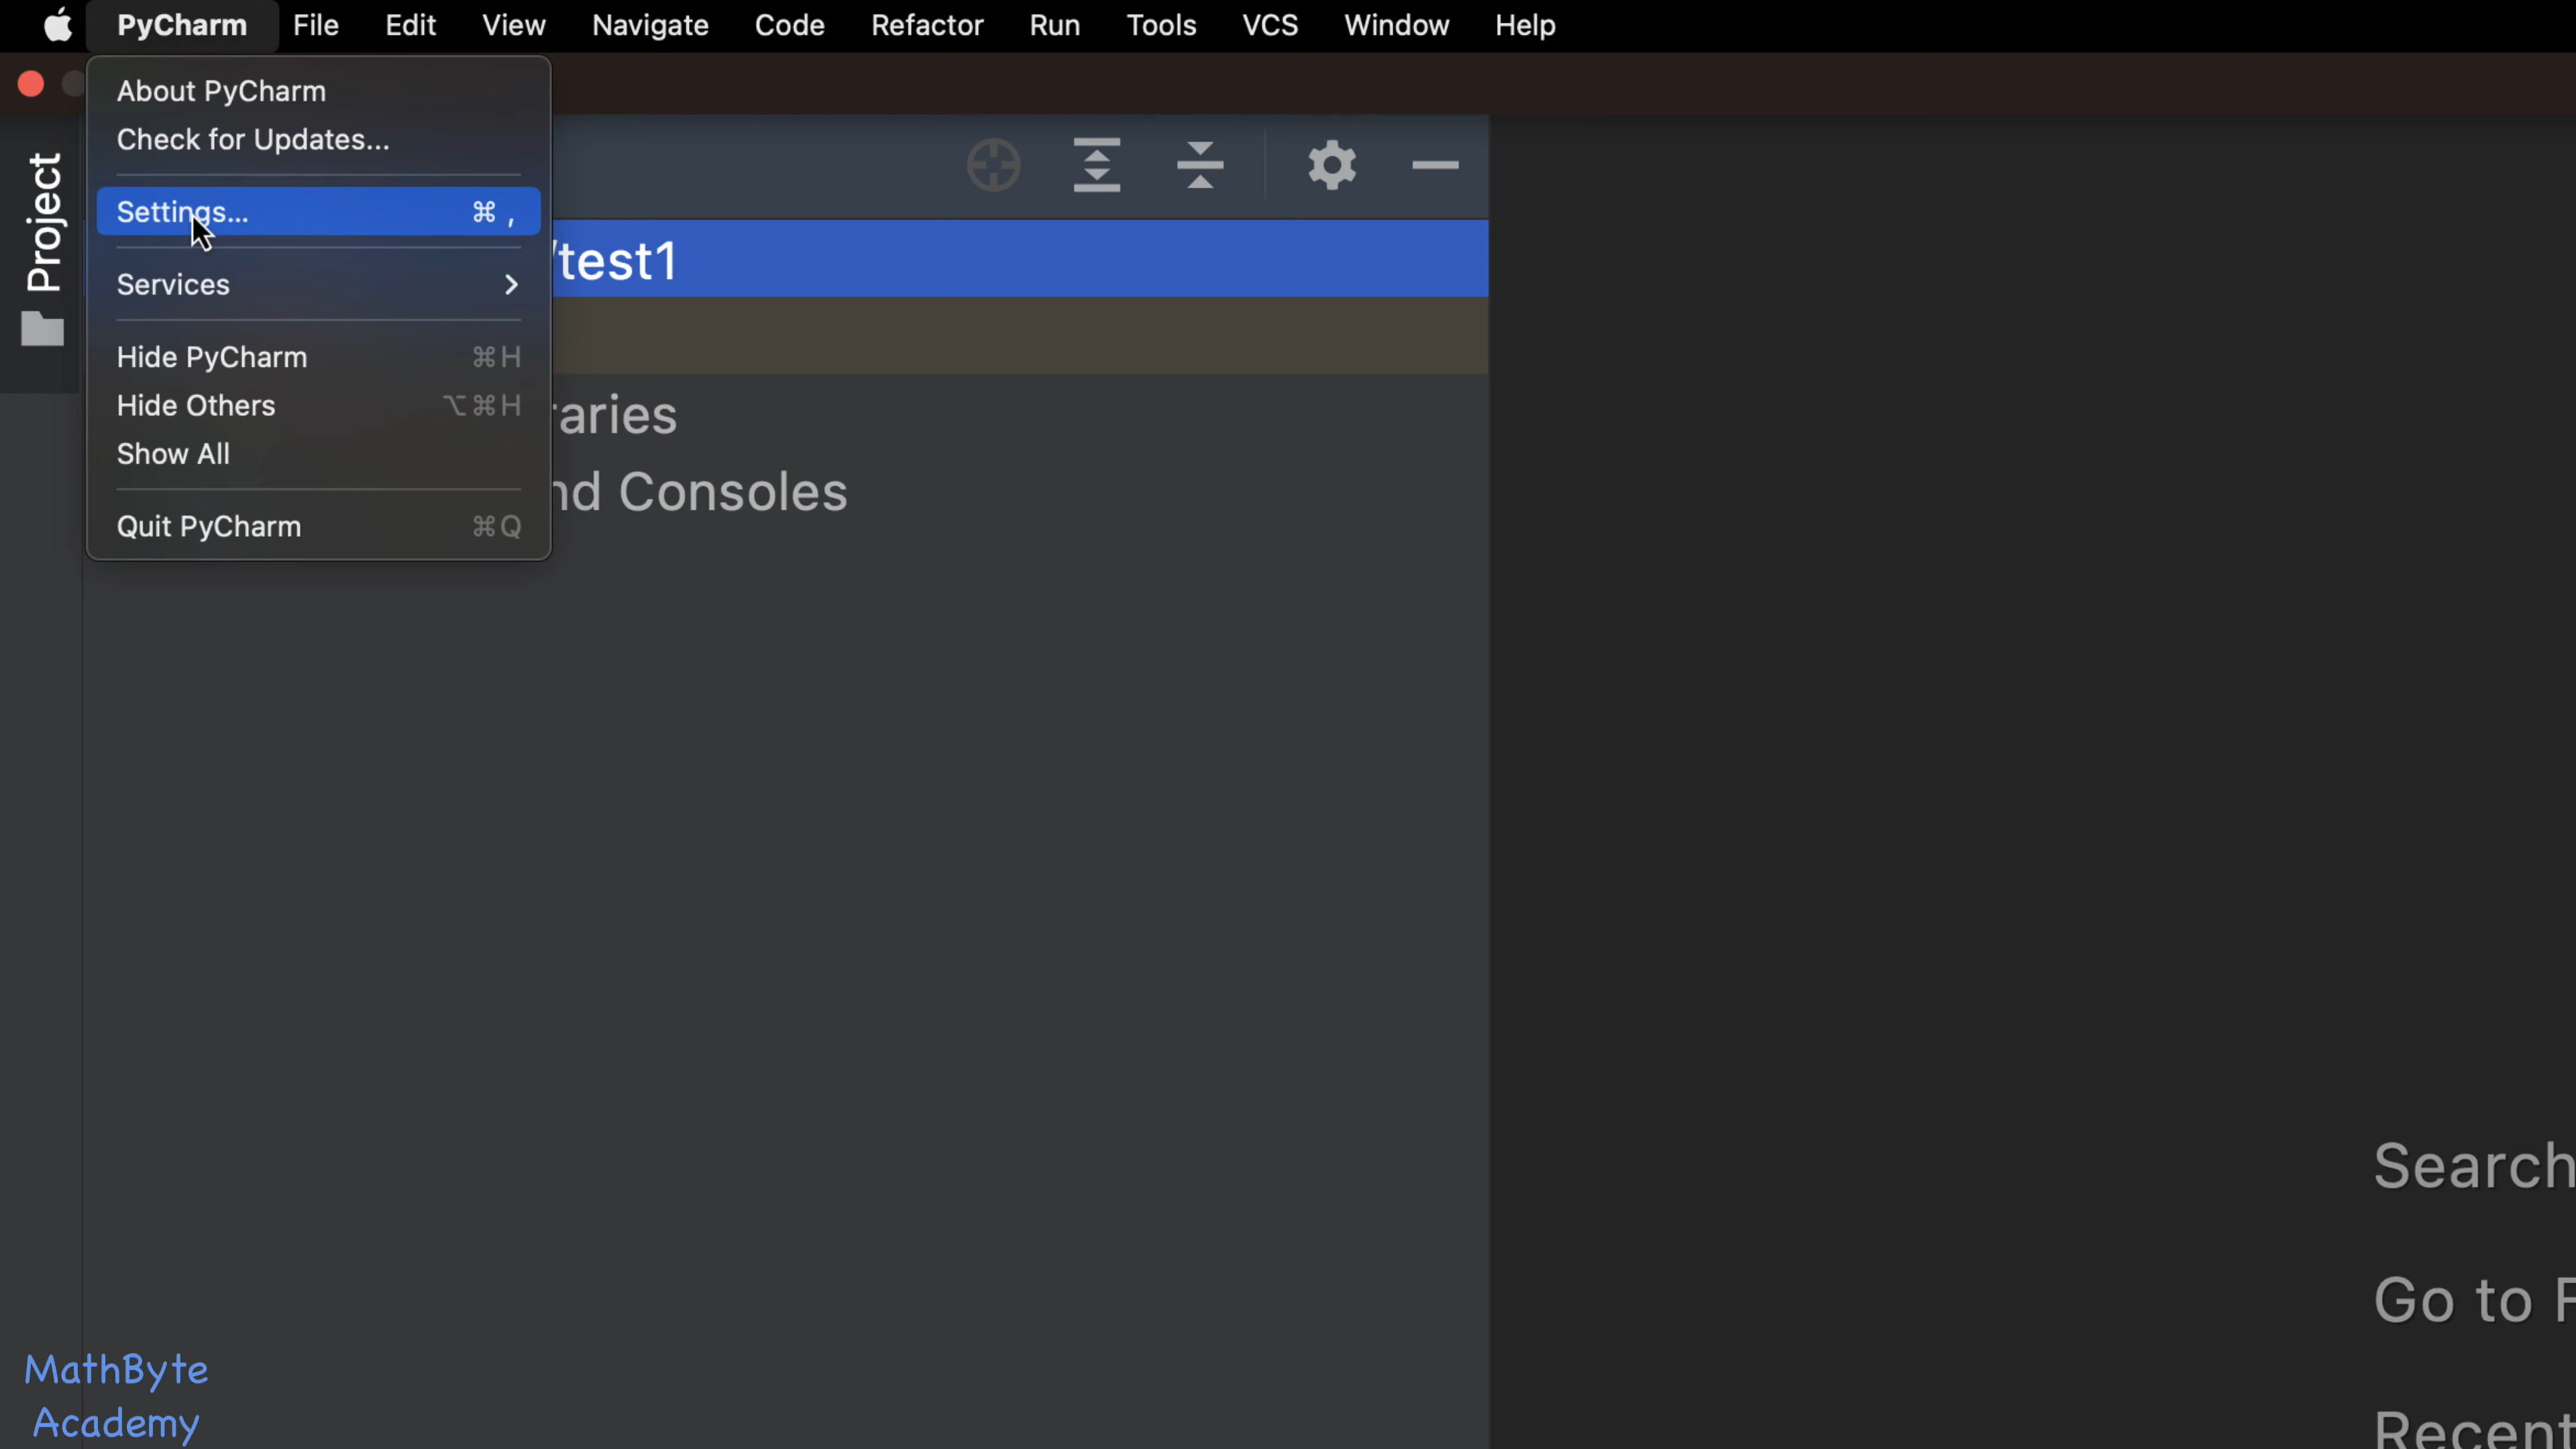 PyCharm File Edit View Navigate Code Refactor Run Tools VCS Window Help
About PyCharm
Check for Updates...
Settings... ⌘ ,
Services
Hide PyCharm ⌘H
Hide Others ⌥⌘H
Show All
Quit PyCharm ⌘Q
Project
/test1
raries
nd Consoles
Search
Go to F
Recent
MathByte
Academy